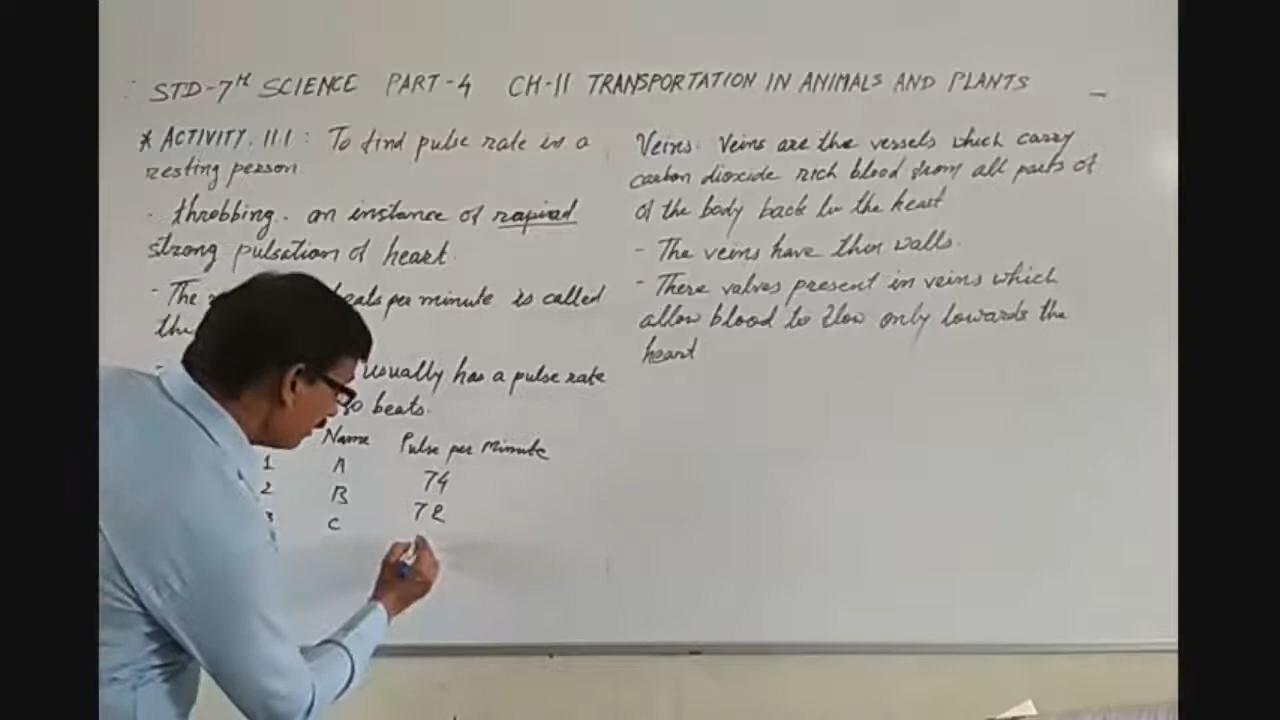 STD-7TH SCIENCE PART-4 CH-11 TRANSPORTATION IN ANIMALS AND PLANTS
* ACTIVITY. 11.1: To find pulse rate in a
resting person
- throbbing. an instance of rapid
strong pulsation of heart.
- The beats per minute is called
the
usually has a pulse rate
80 beats.
Name Pulse per Minute
1 A 74
2 B 72
3 C
Veins. Veins are the vessels which carry
carbon dioxide rich blood from all parts of
of the body back to the heart
- The veins have thin walls.
- There valves present in veins which
allow blood to flow only towards the
heart